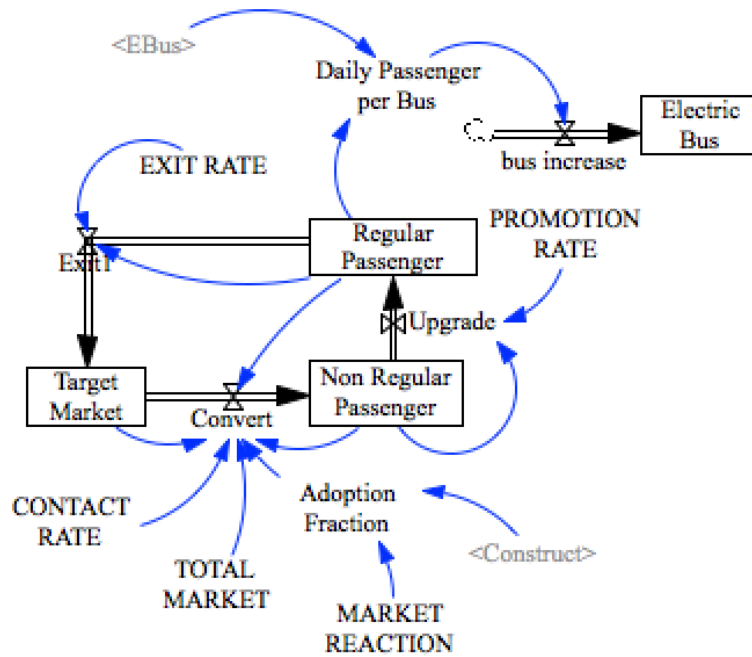 <EBus>
Daily Passenger
per Bus
Electric
Bus
bus increase
EXIT RATE
PROMOTION
RATE
Regular
Passenger
Exit1
Upgrade
Target
Market
Non Regular
Passenger
Convert
CONTACT
RATE
Adoption
Fraction
<Construct>
TOTAL
MARKET
MARKET
REACTION